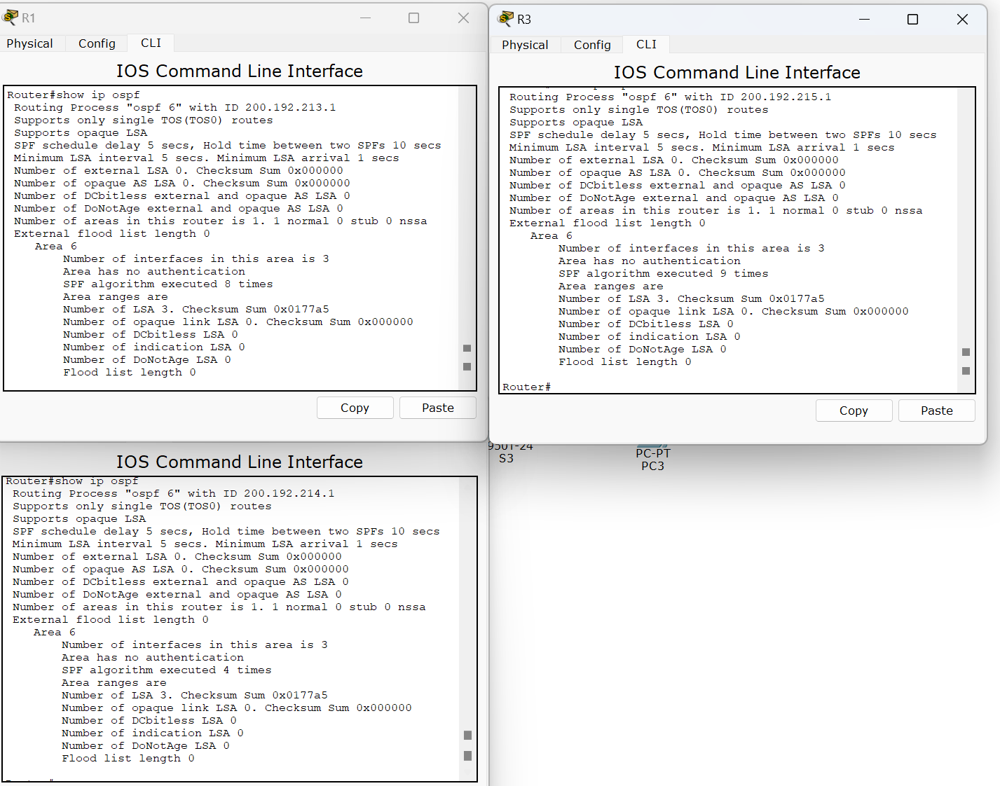 R1
Physical Config CLI
IOS Command Line Interface
Router#show ip ospf
Routing Process "ospf 6" with ID 200.192.213.1
Supports only single TOS(TOS0) routes
Supports opaque LSA
SPF schedule delay 5 secs, Hold time between two SPFs 10 secs
Minimum LSA interval 5 secs. Minimum LSA arrival 1 secs
Number of external LSA 0. Checksum Sum 0x000000
Number of opaque AS LSA 0. Checksum Sum 0x000000
Number of DCbitless external and opaque AS LSA 0
Number of DoNotAge external and opaque AS LSA 0
Number of areas in this router is 1. 1 normal 0 stub 0 nssa
External flood list length 0
Area 6
Number of interfaces in this area is 3
Area has no authentication
SPF algorithm executed 8 times
Area ranges are
Number of LSA 3. Checksum Sum 0x0177a5
Number of opaque link LSA 0. Checksum Sum 0x000000
Number of DCbitless LSA 0
Number of indication LSA 0
Number of DoNotAge LSA 0
Flood list length 0
Copy Paste
R3
Physical Config CLI
IOS Command Line Interface
Routing Process "ospf 6" with ID 200.192.215.1
Supports only single TOS(TOS0) routes
Supports opaque LSA
SPF schedule delay 5 secs, Hold time between two SPFs 10 secs
Minimum LSA interval 5 secs. Minimum LSA arrival 1 secs
Number of external LSA 0. Checksum Sum 0x000000
Number of opaque AS LSA 0. Checksum Sum 0x000000
Number of DCbitless external and opaque AS LSA 0
Number of DoNotAge external and opaque AS LSA 0
Number of areas in this router is 1. 1 normal 0 stub 0 nssa
External flood list length 0
Area 6
Number of interfaces in this area is 3
Area has no authentication
SPF algorithm executed 9 times
Area ranges are
Number of LSA 3. Checksum Sum 0x0177a5
Number of opaque link LSA 0. Checksum Sum 0x000000
Number of DCbitless LSA 0
Number of indication LSA 0
Number of DoNotAge LSA 0
Flood list length 0
Router#
Copy Paste
9501-24
S3
PC-PT
PC3
IOS Command Line Interface
Router#show ip ospf
Routing Process "ospf 6" with ID 200.192.214.1
Supports only single TOS(TOS0) routes
Supports opaque LSA
SPF schedule delay 5 secs, Hold time between two SPFs 10 secs
Minimum LSA interval 5 secs. Minimum LSA arrival 1 secs
Number of external LSA 0. Checksum Sum 0x000000
Number of opaque AS LSA 0. Checksum Sum 0x000000
Number of DCbitless external and opaque AS LSA 0
Number of DoNotAge external and opaque AS LSA 0
Number of areas in this router is 1. 1 normal 0 stub 0 nssa
External flood list length 0
Area 6
Number of interfaces in this area is 3
Area has no authentication
SPF algorithm executed 4 times
Area ranges are
Number of LSA 3. Checksum Sum 0x0177a5
Number of opaque link LSA 0. Checksum Sum 0x000000
Number of DCbitless LSA 0
Number of indication LSA 0
Number of DoNotAge LSA 0
Flood list length 0